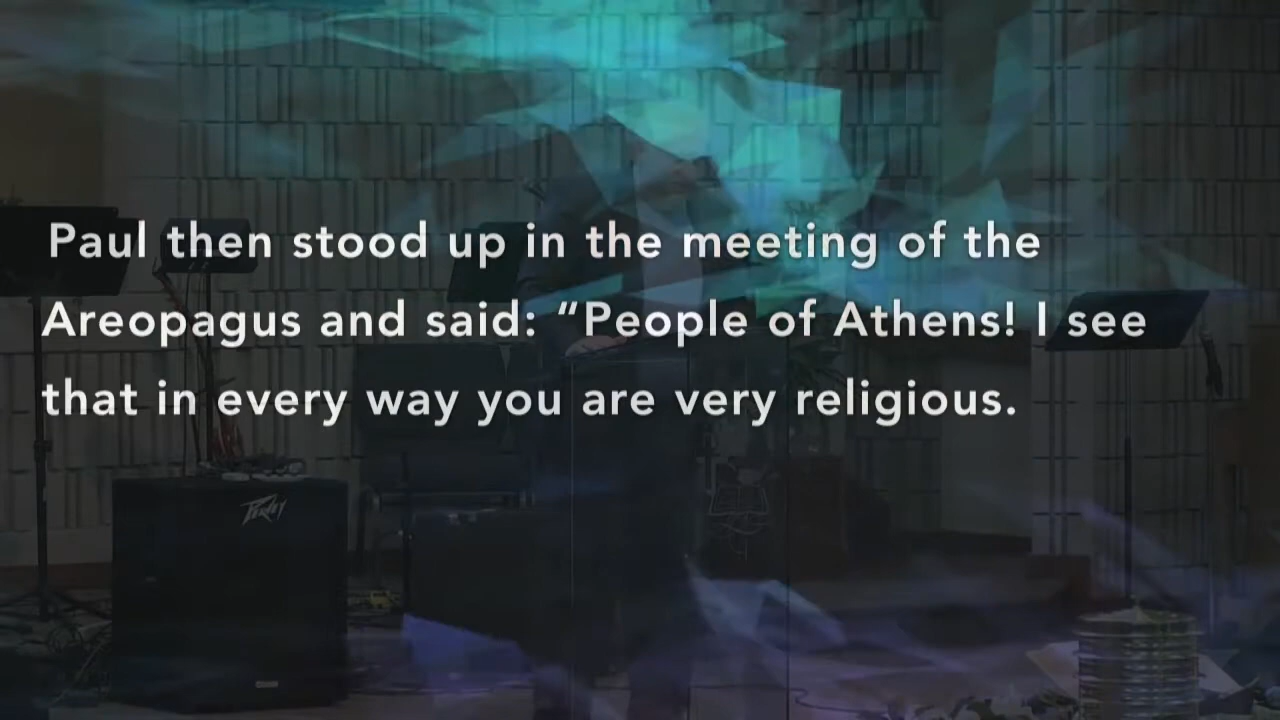 Paul then stood up in the meeting of the
Areopagus and said: “People of Athens! I see
that in every way you are very religious.
PEAVEY